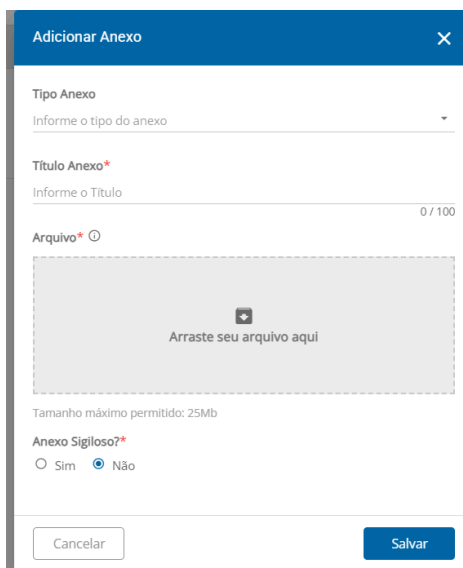 Adicionar Anexo
Tipo Anexo
Informe o tipo do anexo
Título Anexo*
Informe o Título
0 / 100
Arquivo*
Arraste seu arquivo aqui
Tamanho máximo permitido: 25Mb
Anexo Sigiloso?*
Sim Não
Cancelar Salvar